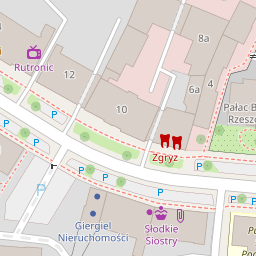 8a
Rutronic
12
4
6a
10
Pałac B
Rzesz
P
P
P
Zgryz
P
P
P
P
P
P
Giergiel
Nieruchomości
Słodkie
Siostry